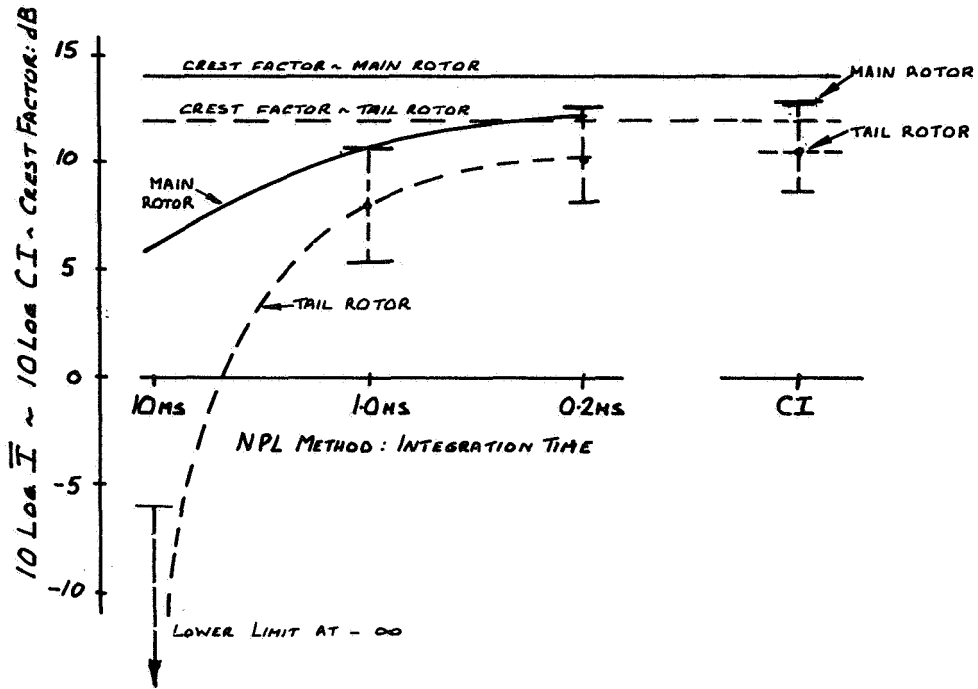 10 LOG I̅ ~ 10 LOG CI ~ CREST FACTOR: dB
15
10
5
0
-5
-10
CREST FACTOR ~ MAIN ROTOR
CREST FACTOR ~ TAIL ROTOR
MAIN ROTOR
TAIL ROTOR
MAIN
ROTOR
TAIL ROTOR
10MS
1.0MS
0.2MS
CI
NPL METHOD: INTEGRATION TIME
LOWER LIMIT AT - ∞